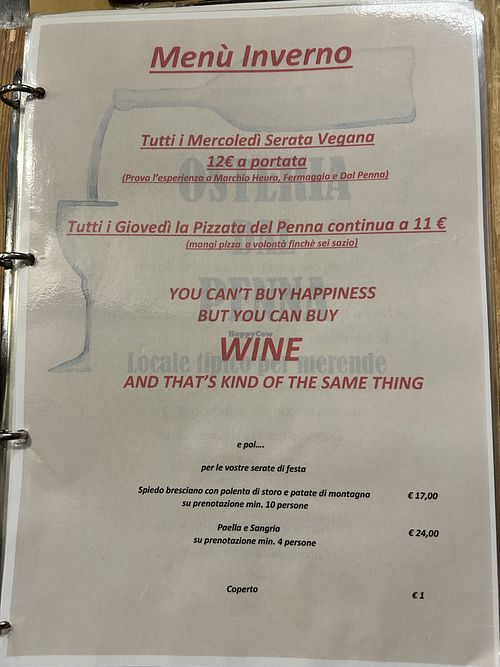 Menù Inverno
Tutti i Mercoledì Serata Vegana
12€ a portata
(Prova l'esperienza a Marchio Heura, Fermaggio e Dal Penna)
Tutti i Giovedì la Pizzata del Penna continua a 11 €
(mangi pizza a volontà finchè sei sazio)
OSTERIA
DAL
PENNA
YOU CAN'T BUY HAPPINESS
BUT YOU CAN BUY
HappyCow
WINE
Locale tipico per merende
AND THAT'S KIND OF THE SAME THING
e poi....
per le vostre serate di festa
Spiedo bresciano con polenta di storo e patate di montagna € 17,00
su prenotazione min. 10 persone
Paella e Sangria € 24,00
su prenotazione min. 4 persone
Coperto € 1